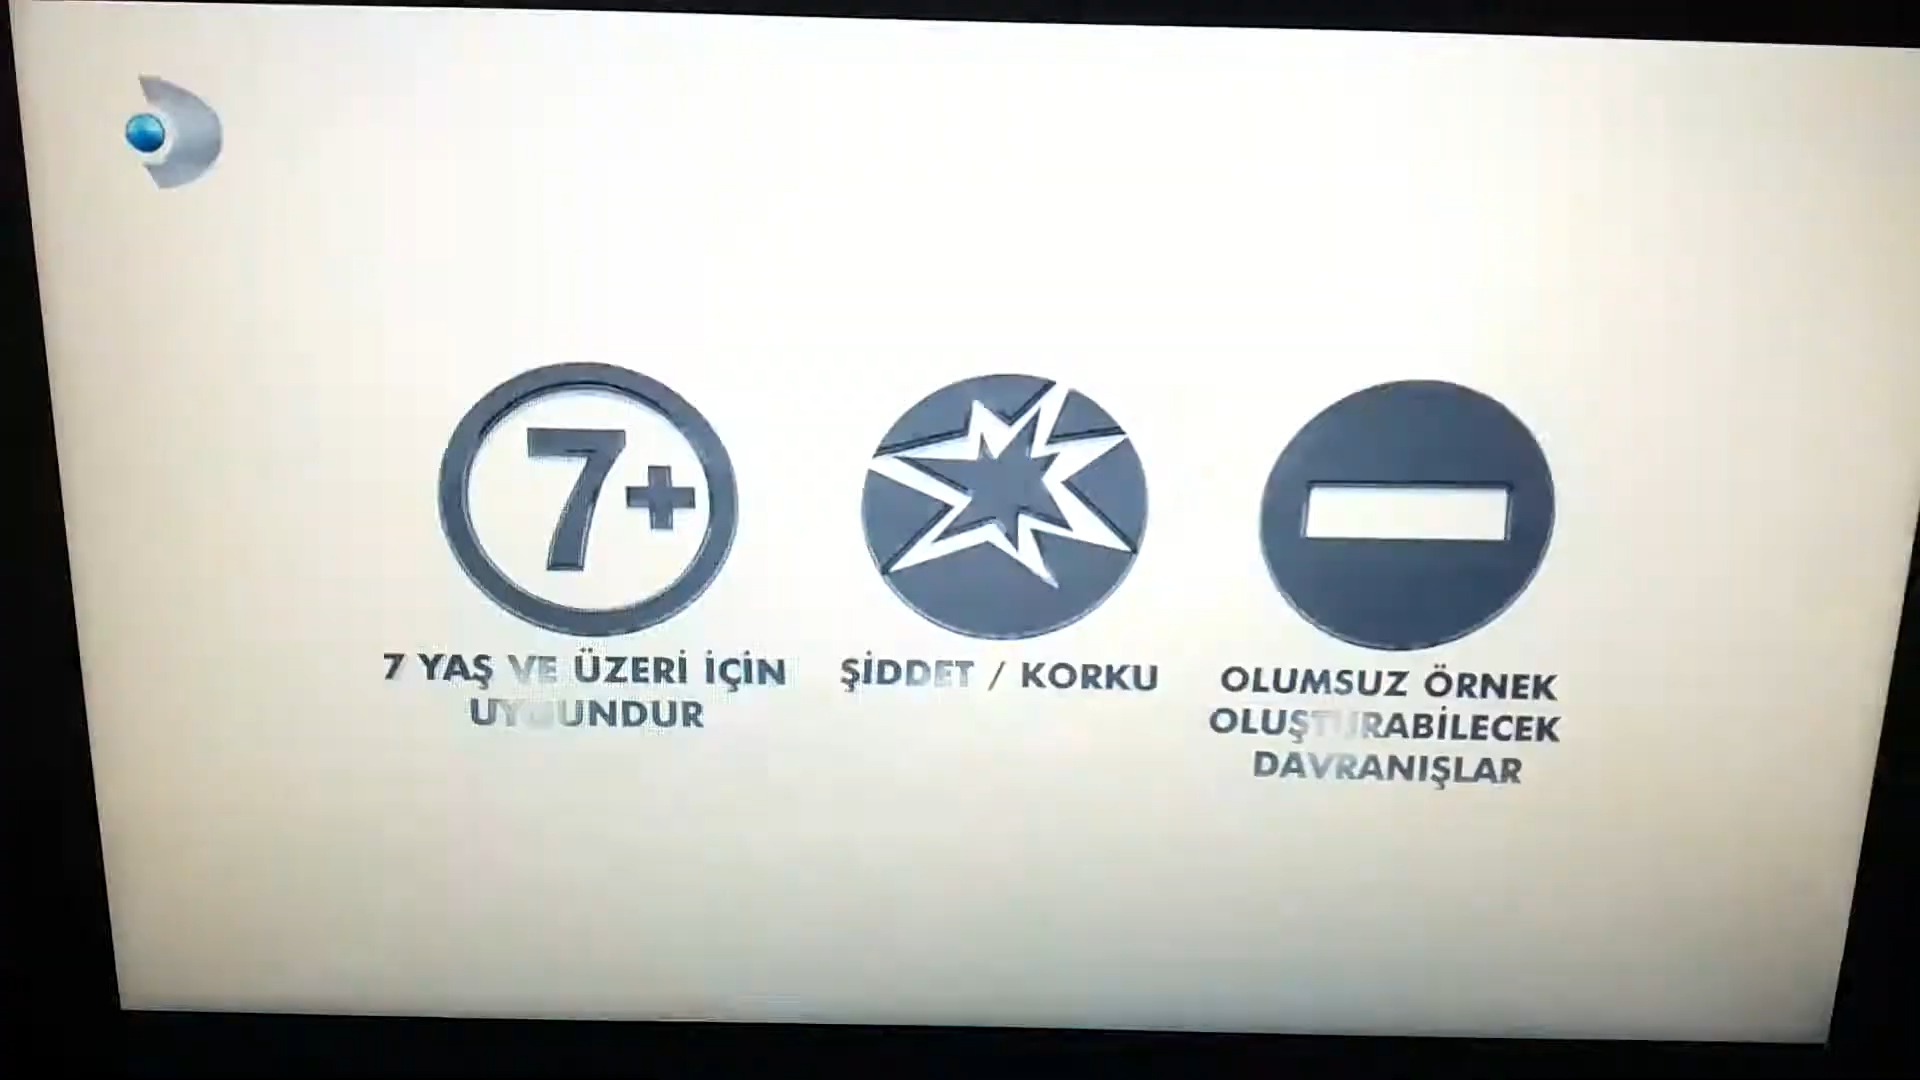 7+
7 YAŞ VE ÜZERİ İÇİN
UYGUNDUR
ŞİDDET / KORKU
OLUMSUZ ÖRNEK
OLUŞTURABİLECEK
DAVRANIŞLAR